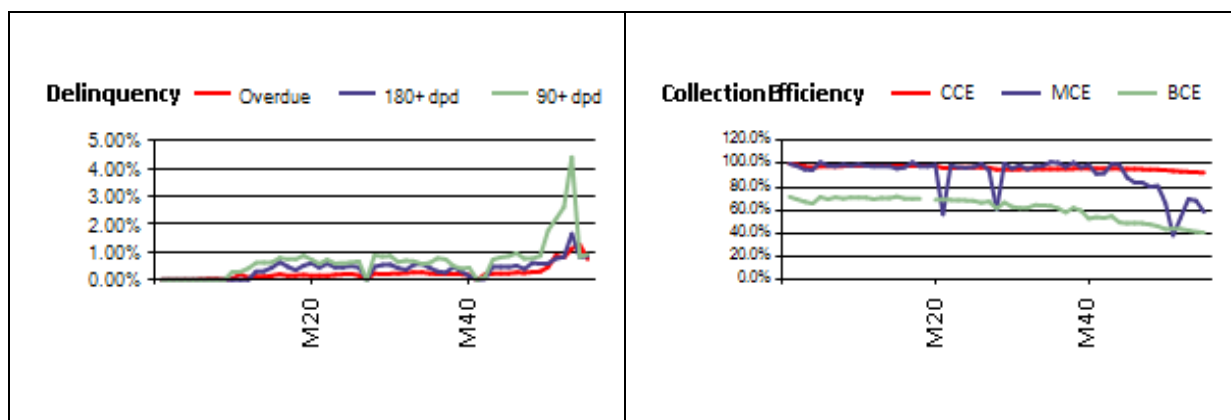 Delinquency Overdue 180+ dpd 90+ dpd
5.00%
4.00%
3.00%
2.00%
1.00%
0.00%
M20
M40
Collection Efficiency CCE MCE BCE
120.0%
100.0%
80.0%
60.0%
40.0%
20.0%
0.0%
M20
M40